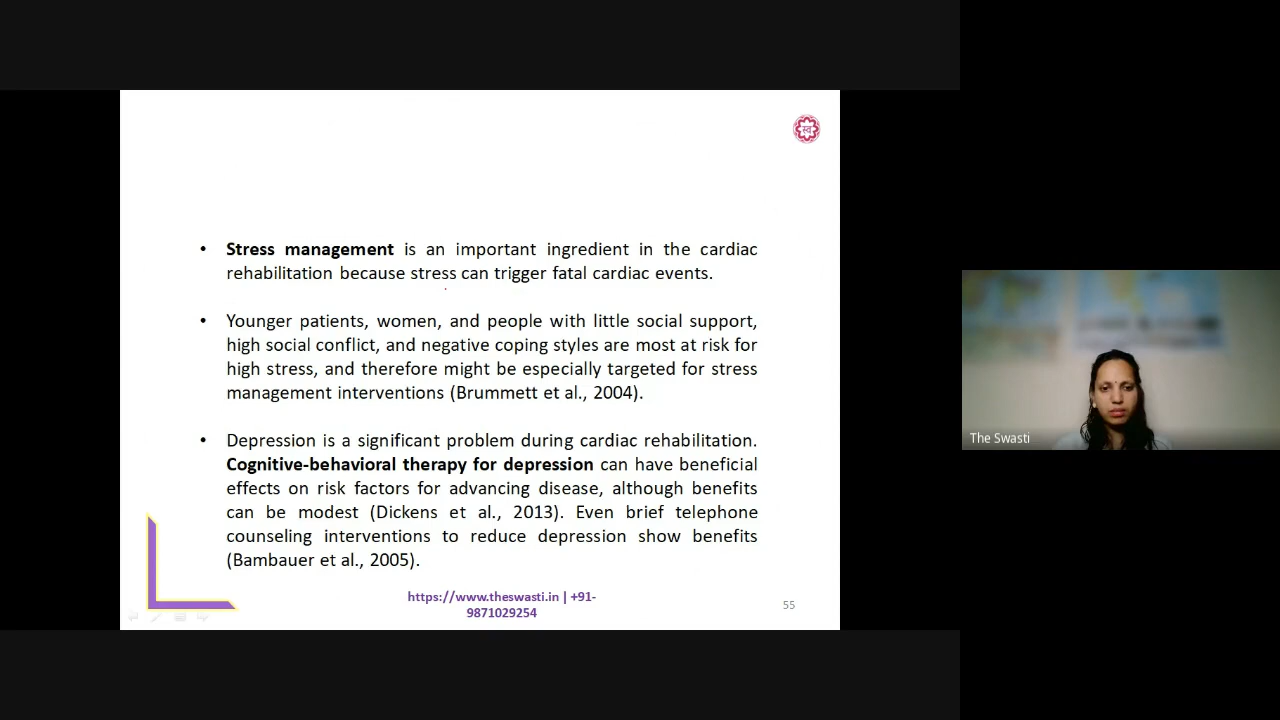 स्व
• Stress management is an important ingredient in the cardiac
rehabilitation because stress can trigger fatal cardiac events.
• Younger patients, women, and people with little social support,
high social conflict, and negative coping styles are most at risk for
high stress, and therefore might be especially targeted for stress
management interventions (Brummett et al., 2004).
• Depression is a significant problem during cardiac rehabilitation.
Cognitive-behavioral therapy for depression can have beneficial
effects on risk factors for advancing disease, although benefits
can be modest (Dickens et al., 2013). Even brief telephone
counseling interventions to reduce depression show benefits
(Bambauer et al., 2005).
https://www.theswasti.in | +91-
9871029254
55
The Swasti